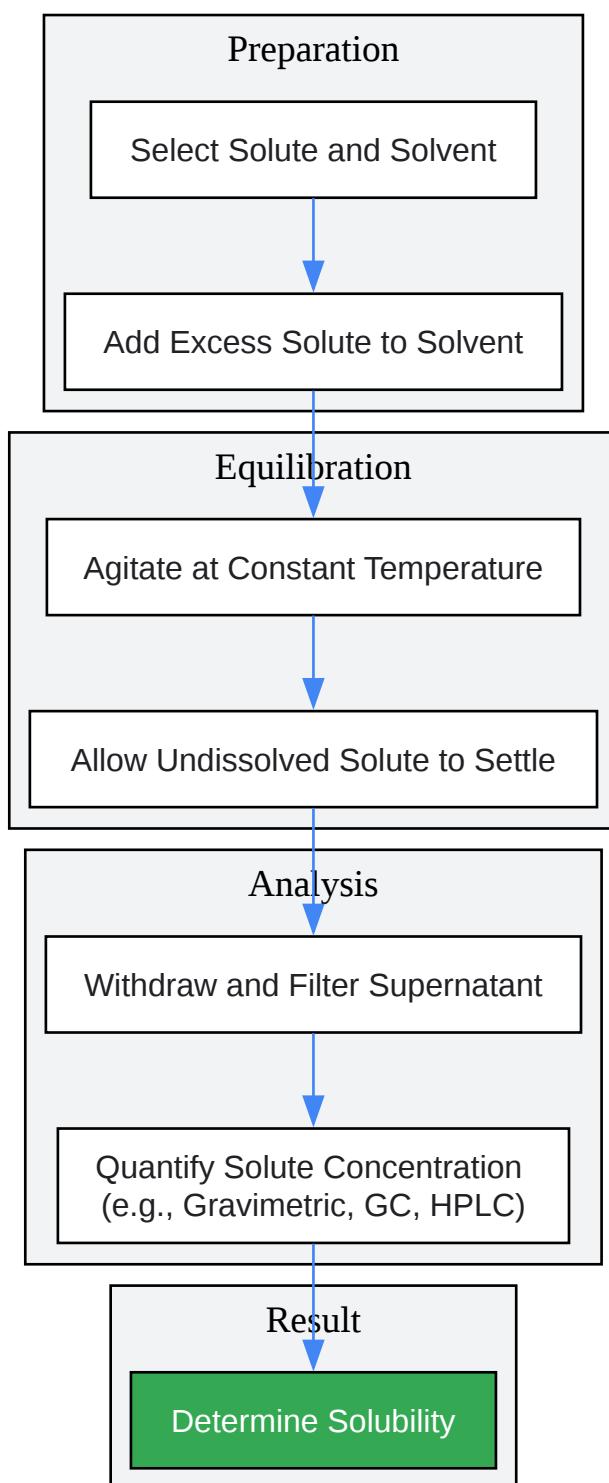 Preparation
Select Solute and Solvent
Add Excess Solute to Solvent
Equilibration
Agitate at Constant Temperature
Allow Undissolved Solute to Settle
Analysis
Withdraw and Filter Supernatant
Quantify Solute Concentration
(e.g., Gravimetric, GC, HPLC)
Result
Determine Solubility